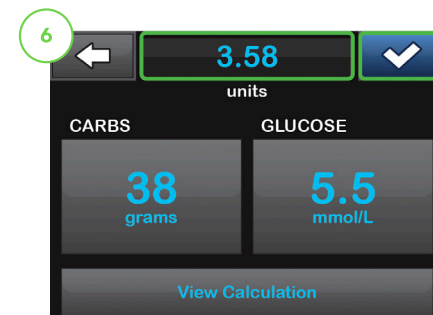 6
3.58
units
CARBS GLUCOSE
38 5.5
grams mmol/L
View Calculation